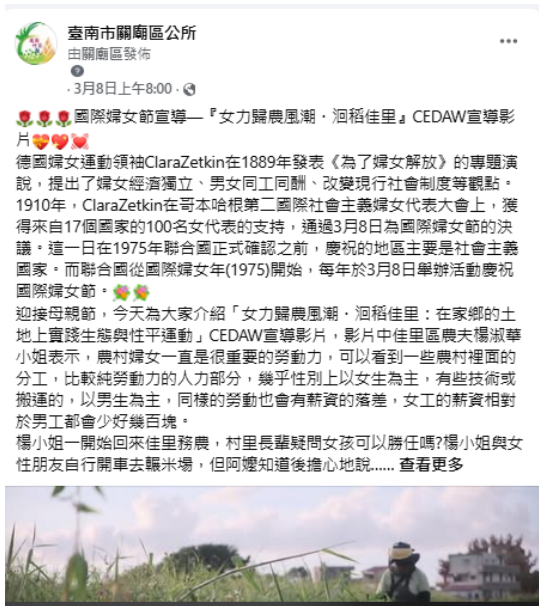 臺南市關廟區公所
由關廟區發佈
· 3月8日上午8:00 ·
🌹🌹🌹國際婦女節宣導—『女力歸農風潮・洄稻佳里』CEDAW宣導影
片💝💖💓
德國婦女運動領袖ClaraZetkin在1889年發表《為了婦女解放》的專題演
說，提出了婦女經濟獨立、男女同工同酬、改變現行社會制度等觀點。
1910年，ClaraZetkin在哥本哈根第二國際社會主義婦女代表大會上，獲
得來自17個國家的100名女代表的支持，通過3月8日為國際婦女節的決
議。這一日在1975年聯合國正式確認之前，慶祝的地區主要是社會主義
國家。而聯合國從國際婦女年(1975)開始，每年於3月8日舉辦活動慶祝
國際婦女節。💐💐
迎接母親節，今天為大家介紹「女力歸農風潮・洄稻佳里：在家鄉的土
地上實踐生態與性平運動」CEDAW宣導影片，影片中佳里區農夫楊淑華
小姐表示，農村婦女一直是很重要的勞動力，可以看到一些農村裡面的
分工，比較純勞動力的人力部分，幾乎性別上以女生為主，有些技術或
搬運的，以男生為主，同樣的勞動也會有薪資的落差，女工的薪資相對
於男工都會少好幾百塊。
楊小姐一開始回來佳里務農，村里長輩疑問女孩可以勝任嗎?楊小姐與女
性朋友自行開車去輾米場，但阿嬤知道後擔心地說...... 查看更多